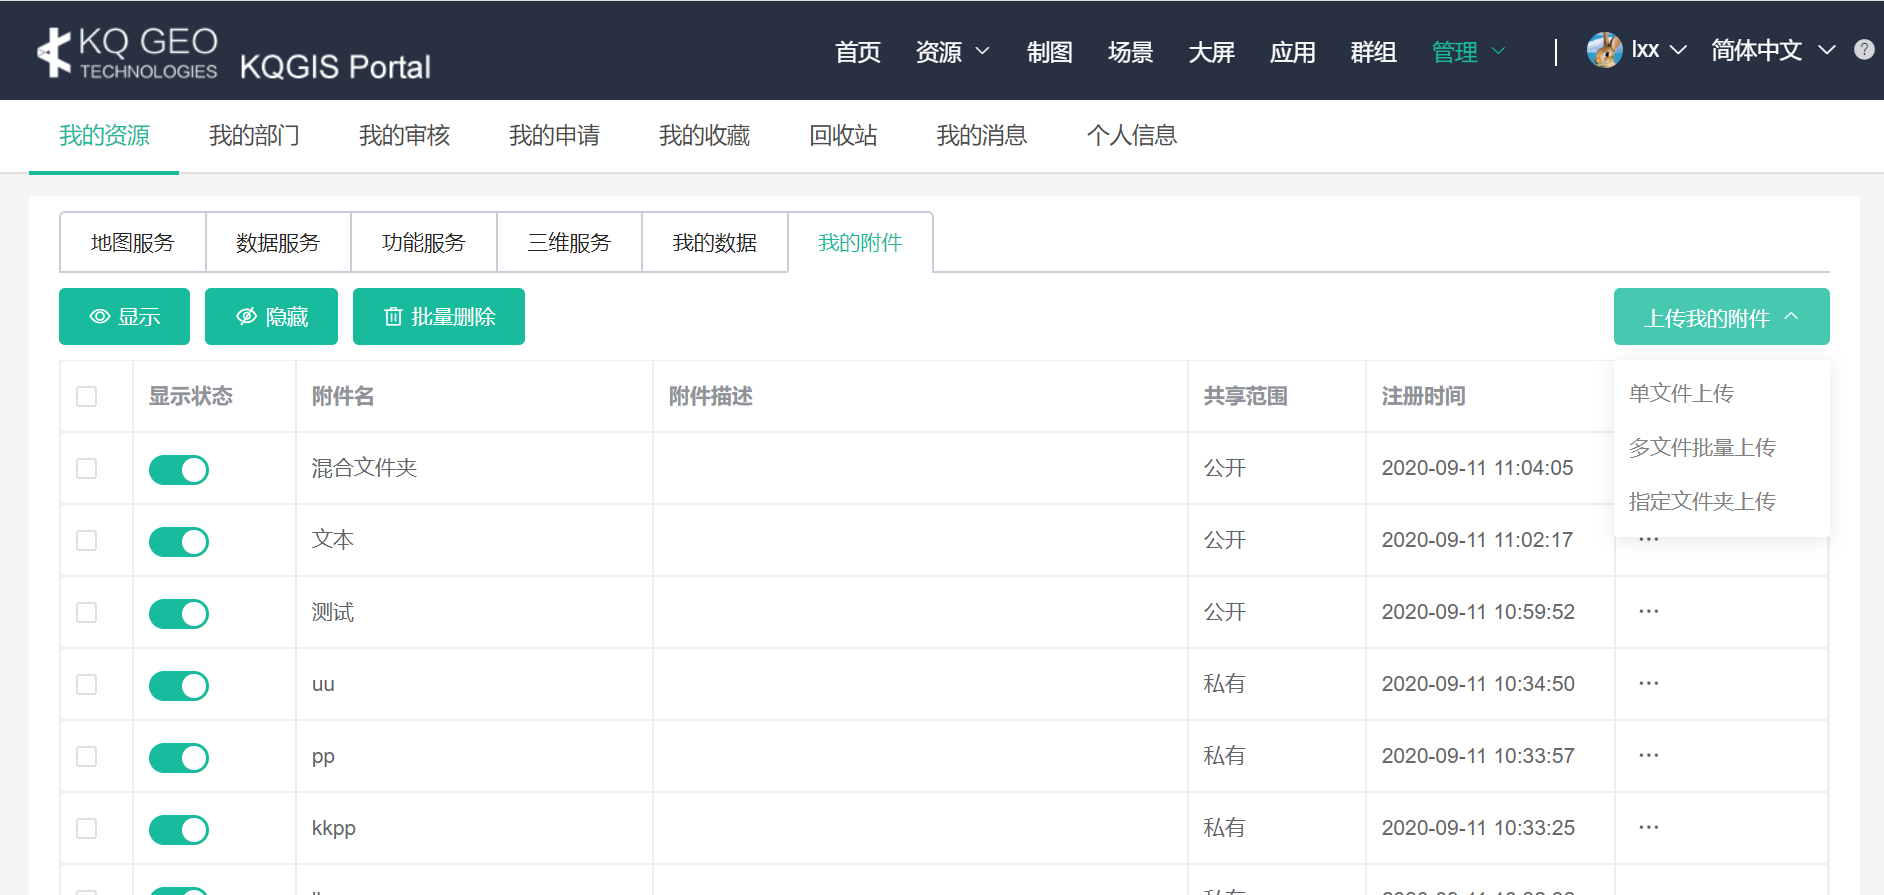 KQ GEO
TECHNOLOGIES
KQGIS Portal
首页 资源 制图 场景 大屏 应用 群组 管理 | lxx 简体中文 ?
我的资源 我的部门 我的审核 我的申请 我的收藏 回收站 我的消息 个人信息
地图服务 数据服务 功能服务 三维服务 我的数据 我的附件
显示 隐藏 批量删除 上传我的附件
显示状态 附件名 附件描述 共享范围 注册时间
单文件上传
多文件批量上传
指定文件夹上传
混合文件夹 公开 2020-09-11 11:04:05
文本 公开 2020-09-11 11:02:17 ...
测试 公开 2020-09-11 10:59:52 ...
uu 私有 2020-09-11 10:34:50 ...
pp 私有 2020-09-11 10:33:57 ...
kkpp 私有 2020-09-11 10:33:25 ...